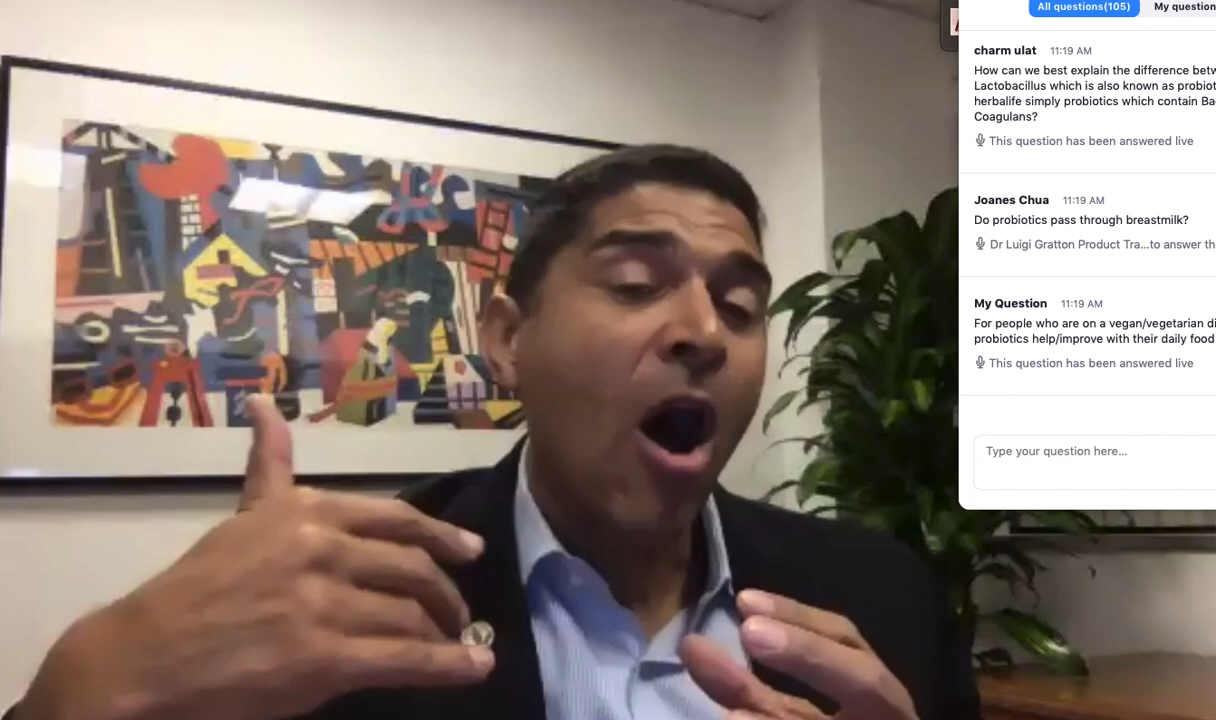 All questions(105) My question
charm ulat 11:19 AM
How can we best explain the difference betw
Lactobacillus which is also known as probiot
herbalife simply probiotics which contain Ba
Coagulans?
This question has been answered live
Joanes Chua 11:19 AM
Do probiotics pass through breastmilk?
Dr Luigi Gratton Product Tra...to answer th
My Question 11:19 AM
For people who are on a vegan/vegetarian di
probiotics help/improve with their daily food
This question has been answered live
Type your question here...